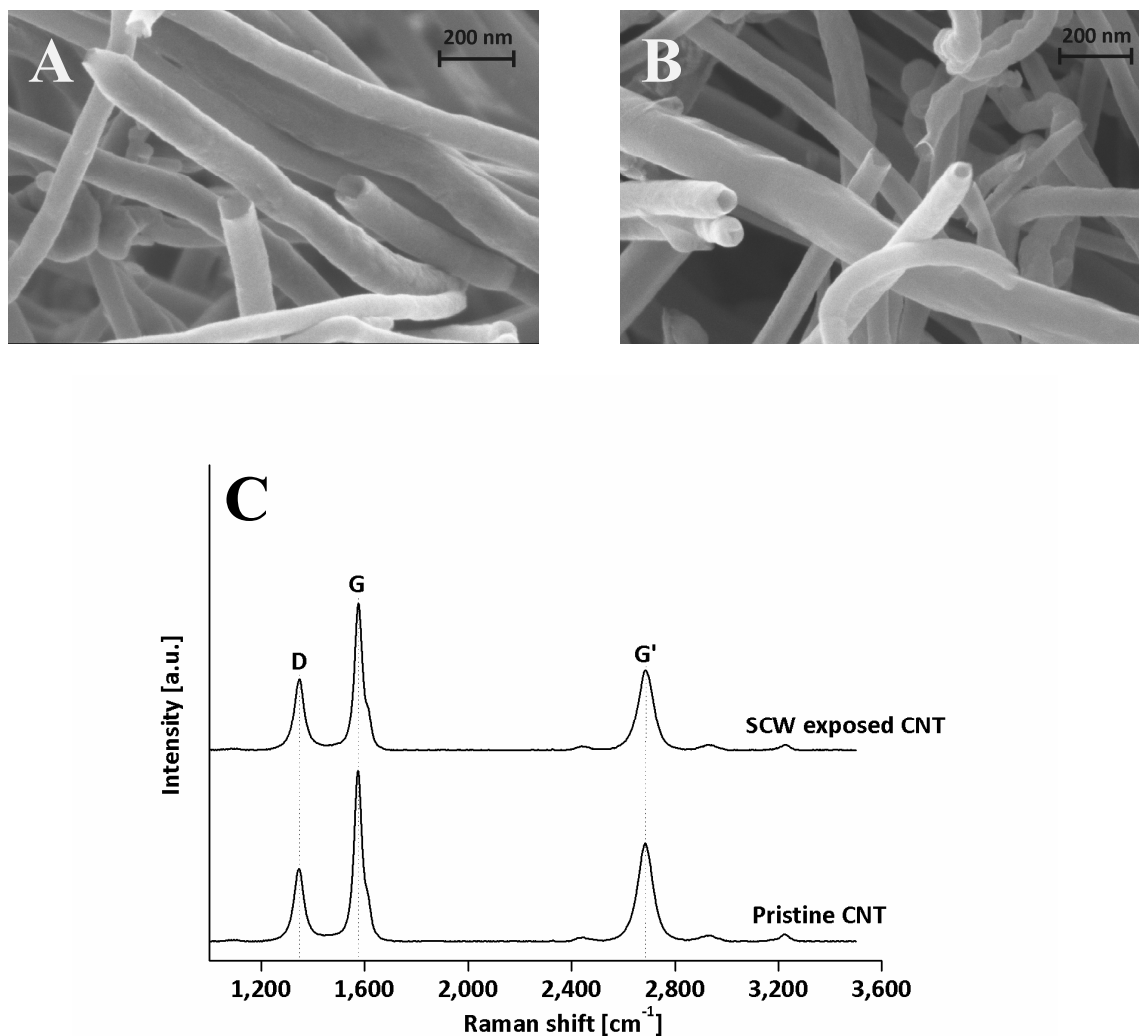 A
200 nm
B
200 nm
C
G
D
G'
SCW exposed CNT
Pristine CNT
Intensity [a.u.]
1,200 1,600 2,000 2,400 2,800 3,200 3,600
Raman shift [cm⁻¹]